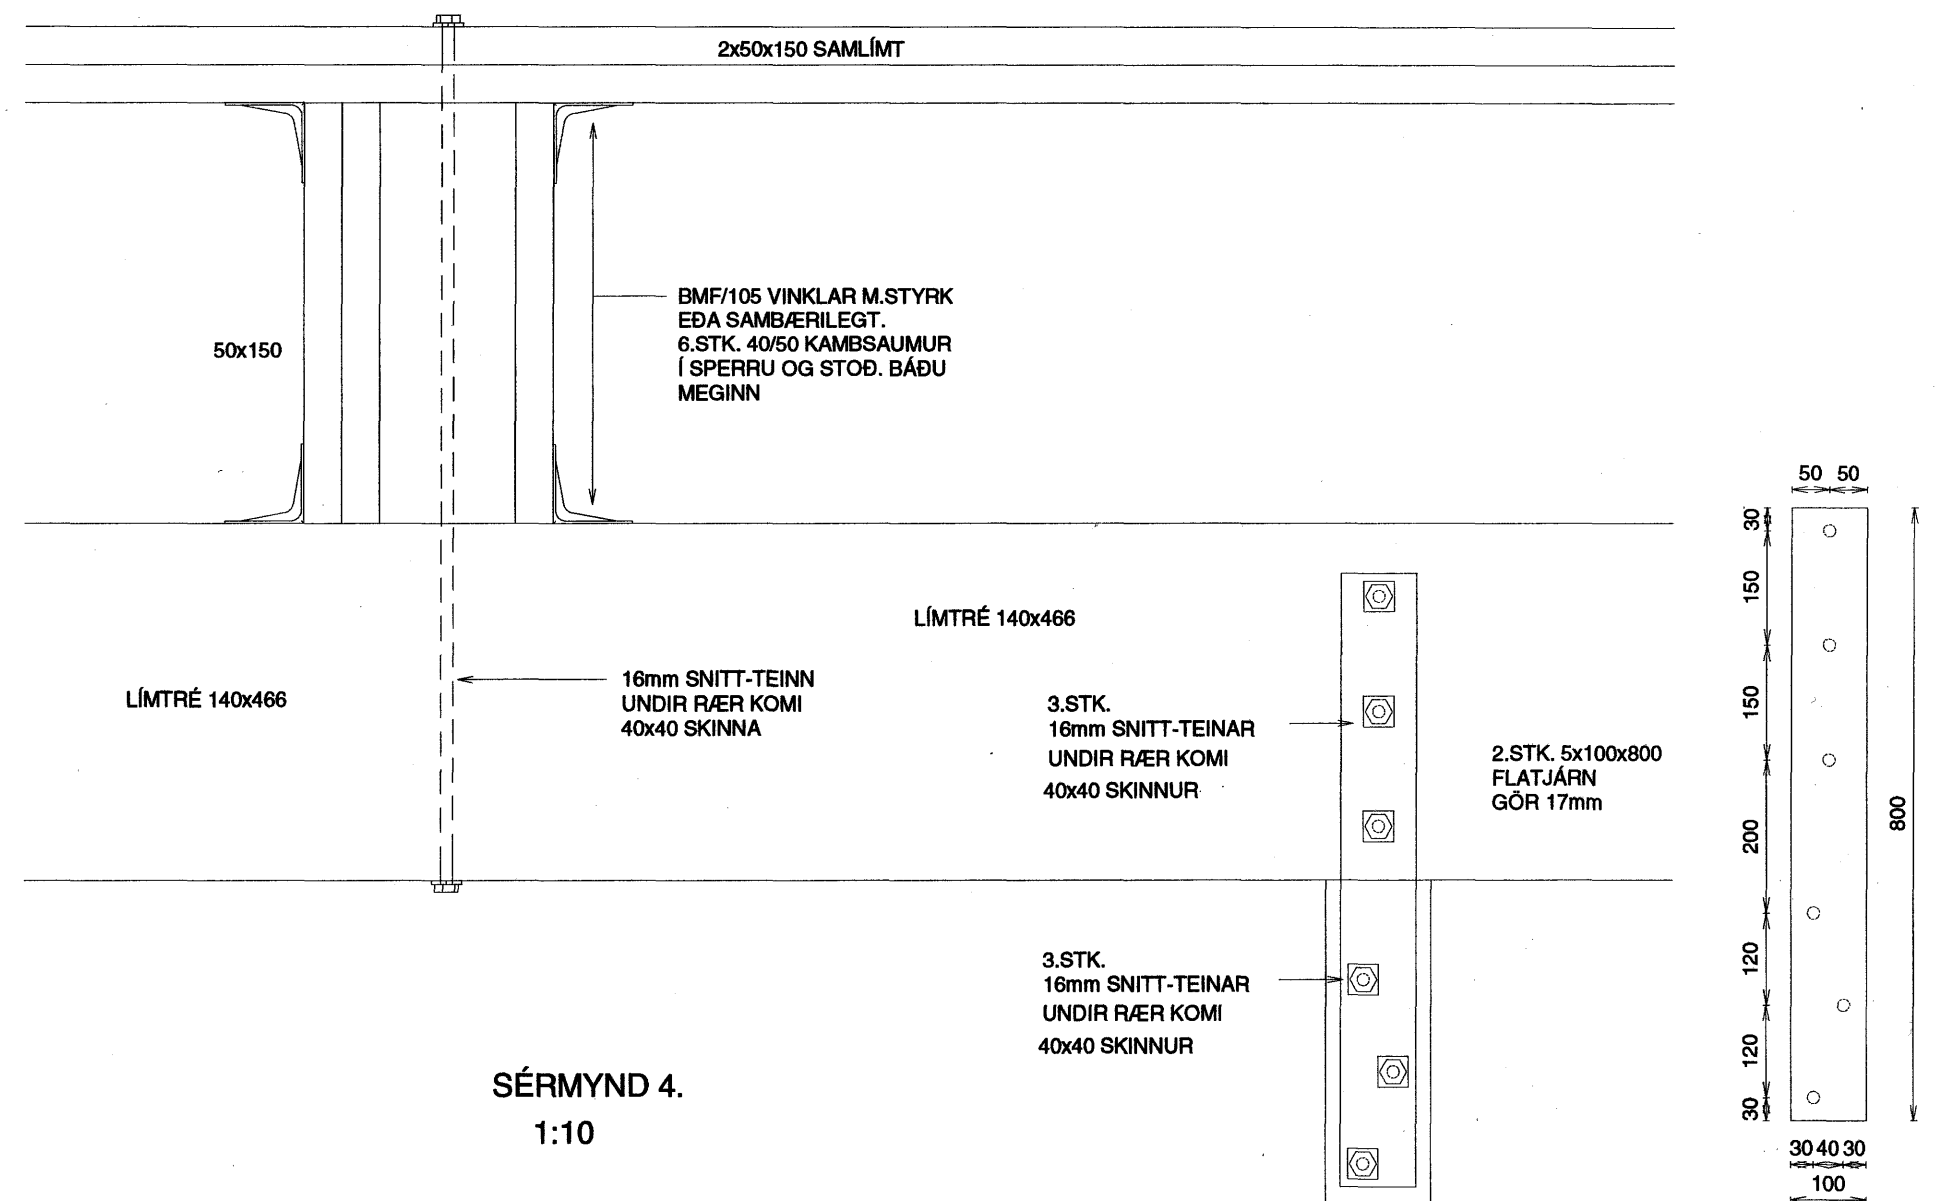 2x50x150 SAMLÍMT
BMF/105 VINKLAR M.STYRK
EÐA SAMBÆRILEGT.
6.STK. 40/50 KAMBSAUMUR
Í SPERRU OG STOÐ. BÁÐU
MEGINN
50x150
LÍMTRÉ 140x466
LÍMTRÉ 140x466
16mm SNITT-TEINN
UNDIR RÆR KOMI
40x40 SKINNA
3.STK.
16mm SNITT-TEINAR
UNDIR RÆR KOMI
40x40 SKINNUR
2.STK. 5x100x800
FLATJÁRN
GÖR 17mm
3.STK.
16mm SNITT-TEINAR
UNDIR RÆR KOMI
40x40 SKINNUR
SÉRMYND 4.
1:10
50 50
30
150
150
200
120
120
30
800
30 40 30
100